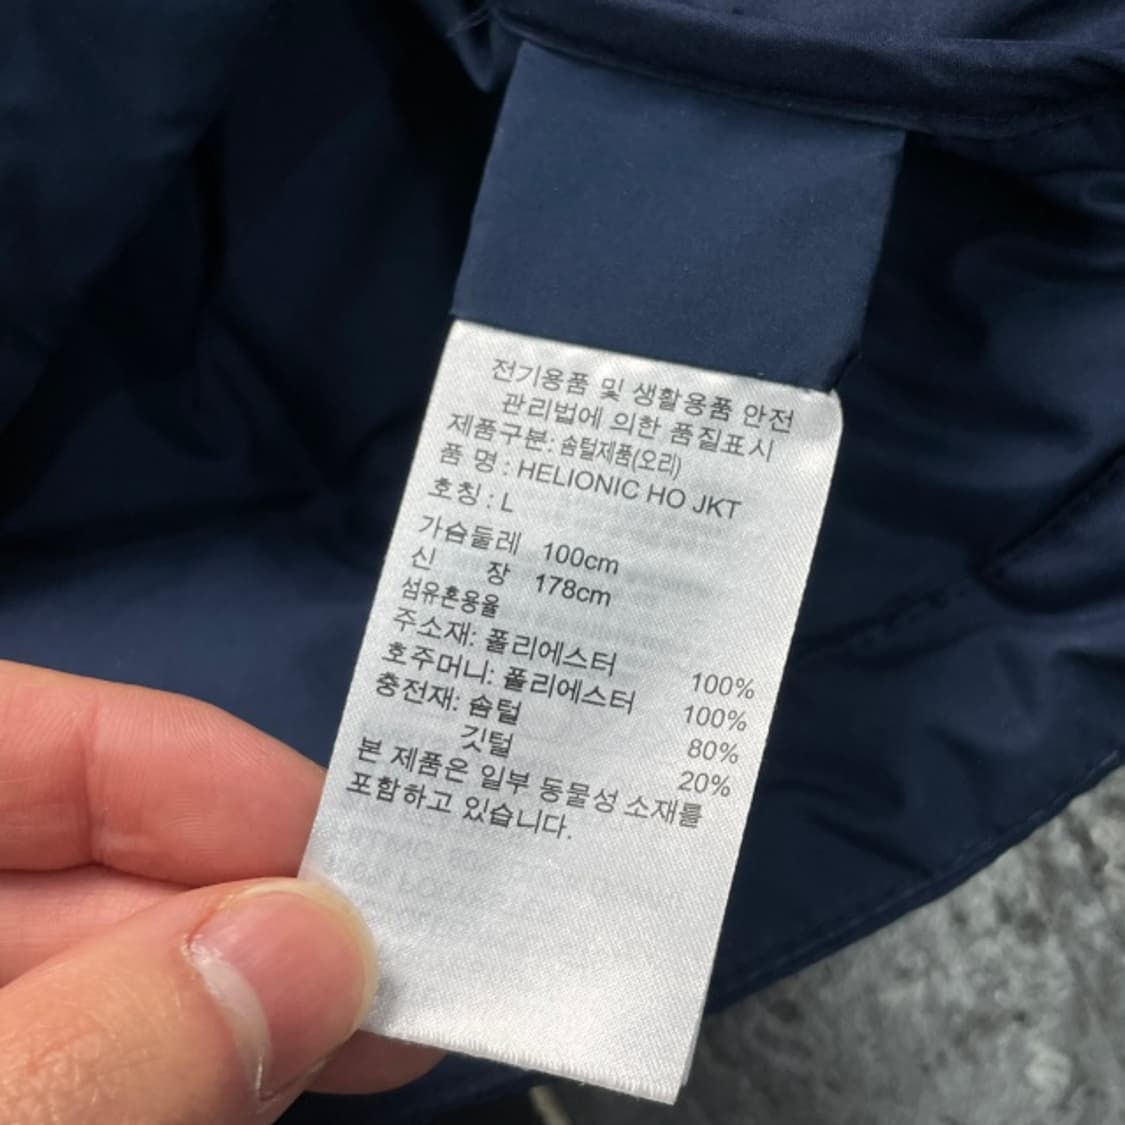 전기용품 및 생활용품 안전
관리법에 의한 품질표시
제품구분: 솜털제품(오리)
품 명 : HELIONIC HO JKT
호칭 : L
가슴둘레 100cm
신 장 178cm
섬유혼용율
주소재: 폴리에스터 100%
호주머니: 폴리에스터 100%
충전재: 솜털 80%
깃털 20%
본 제품은 일부 동물성 소재를
포함하고 있습니다.